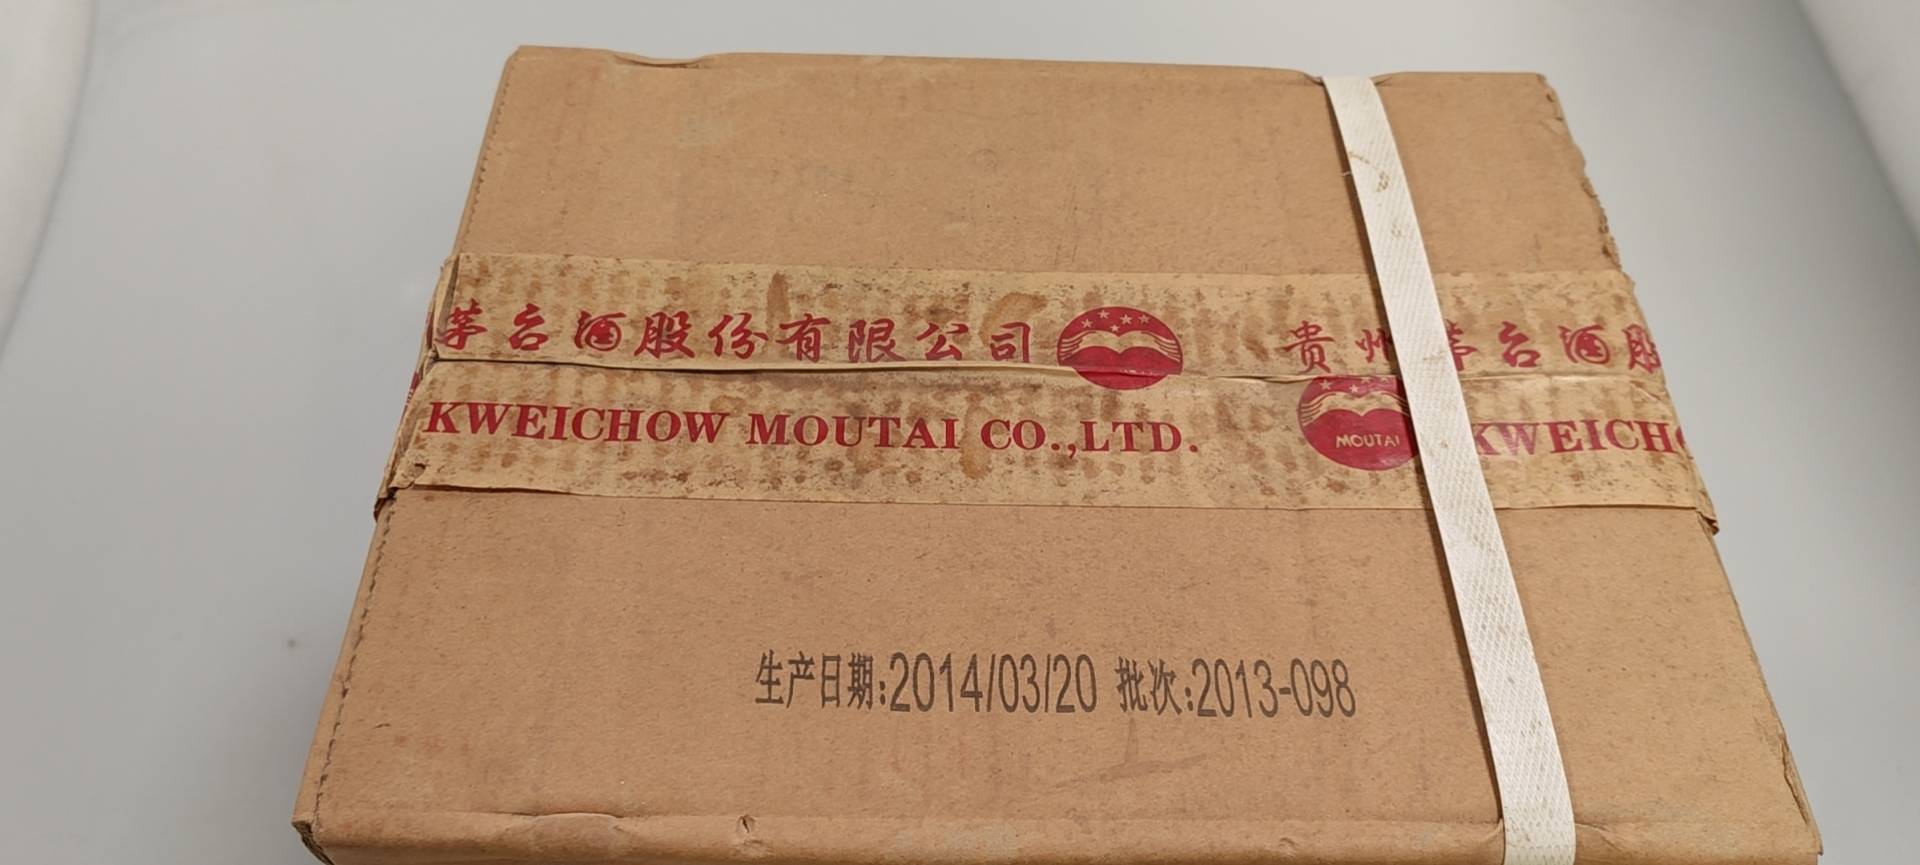 茅台酒股份有限公司 贵州茅台酒股
KWEICHOW MOUTAI CO.,LTD. MOUTAI KWEICH
生产日期:2014/03/20 批次:2013-098